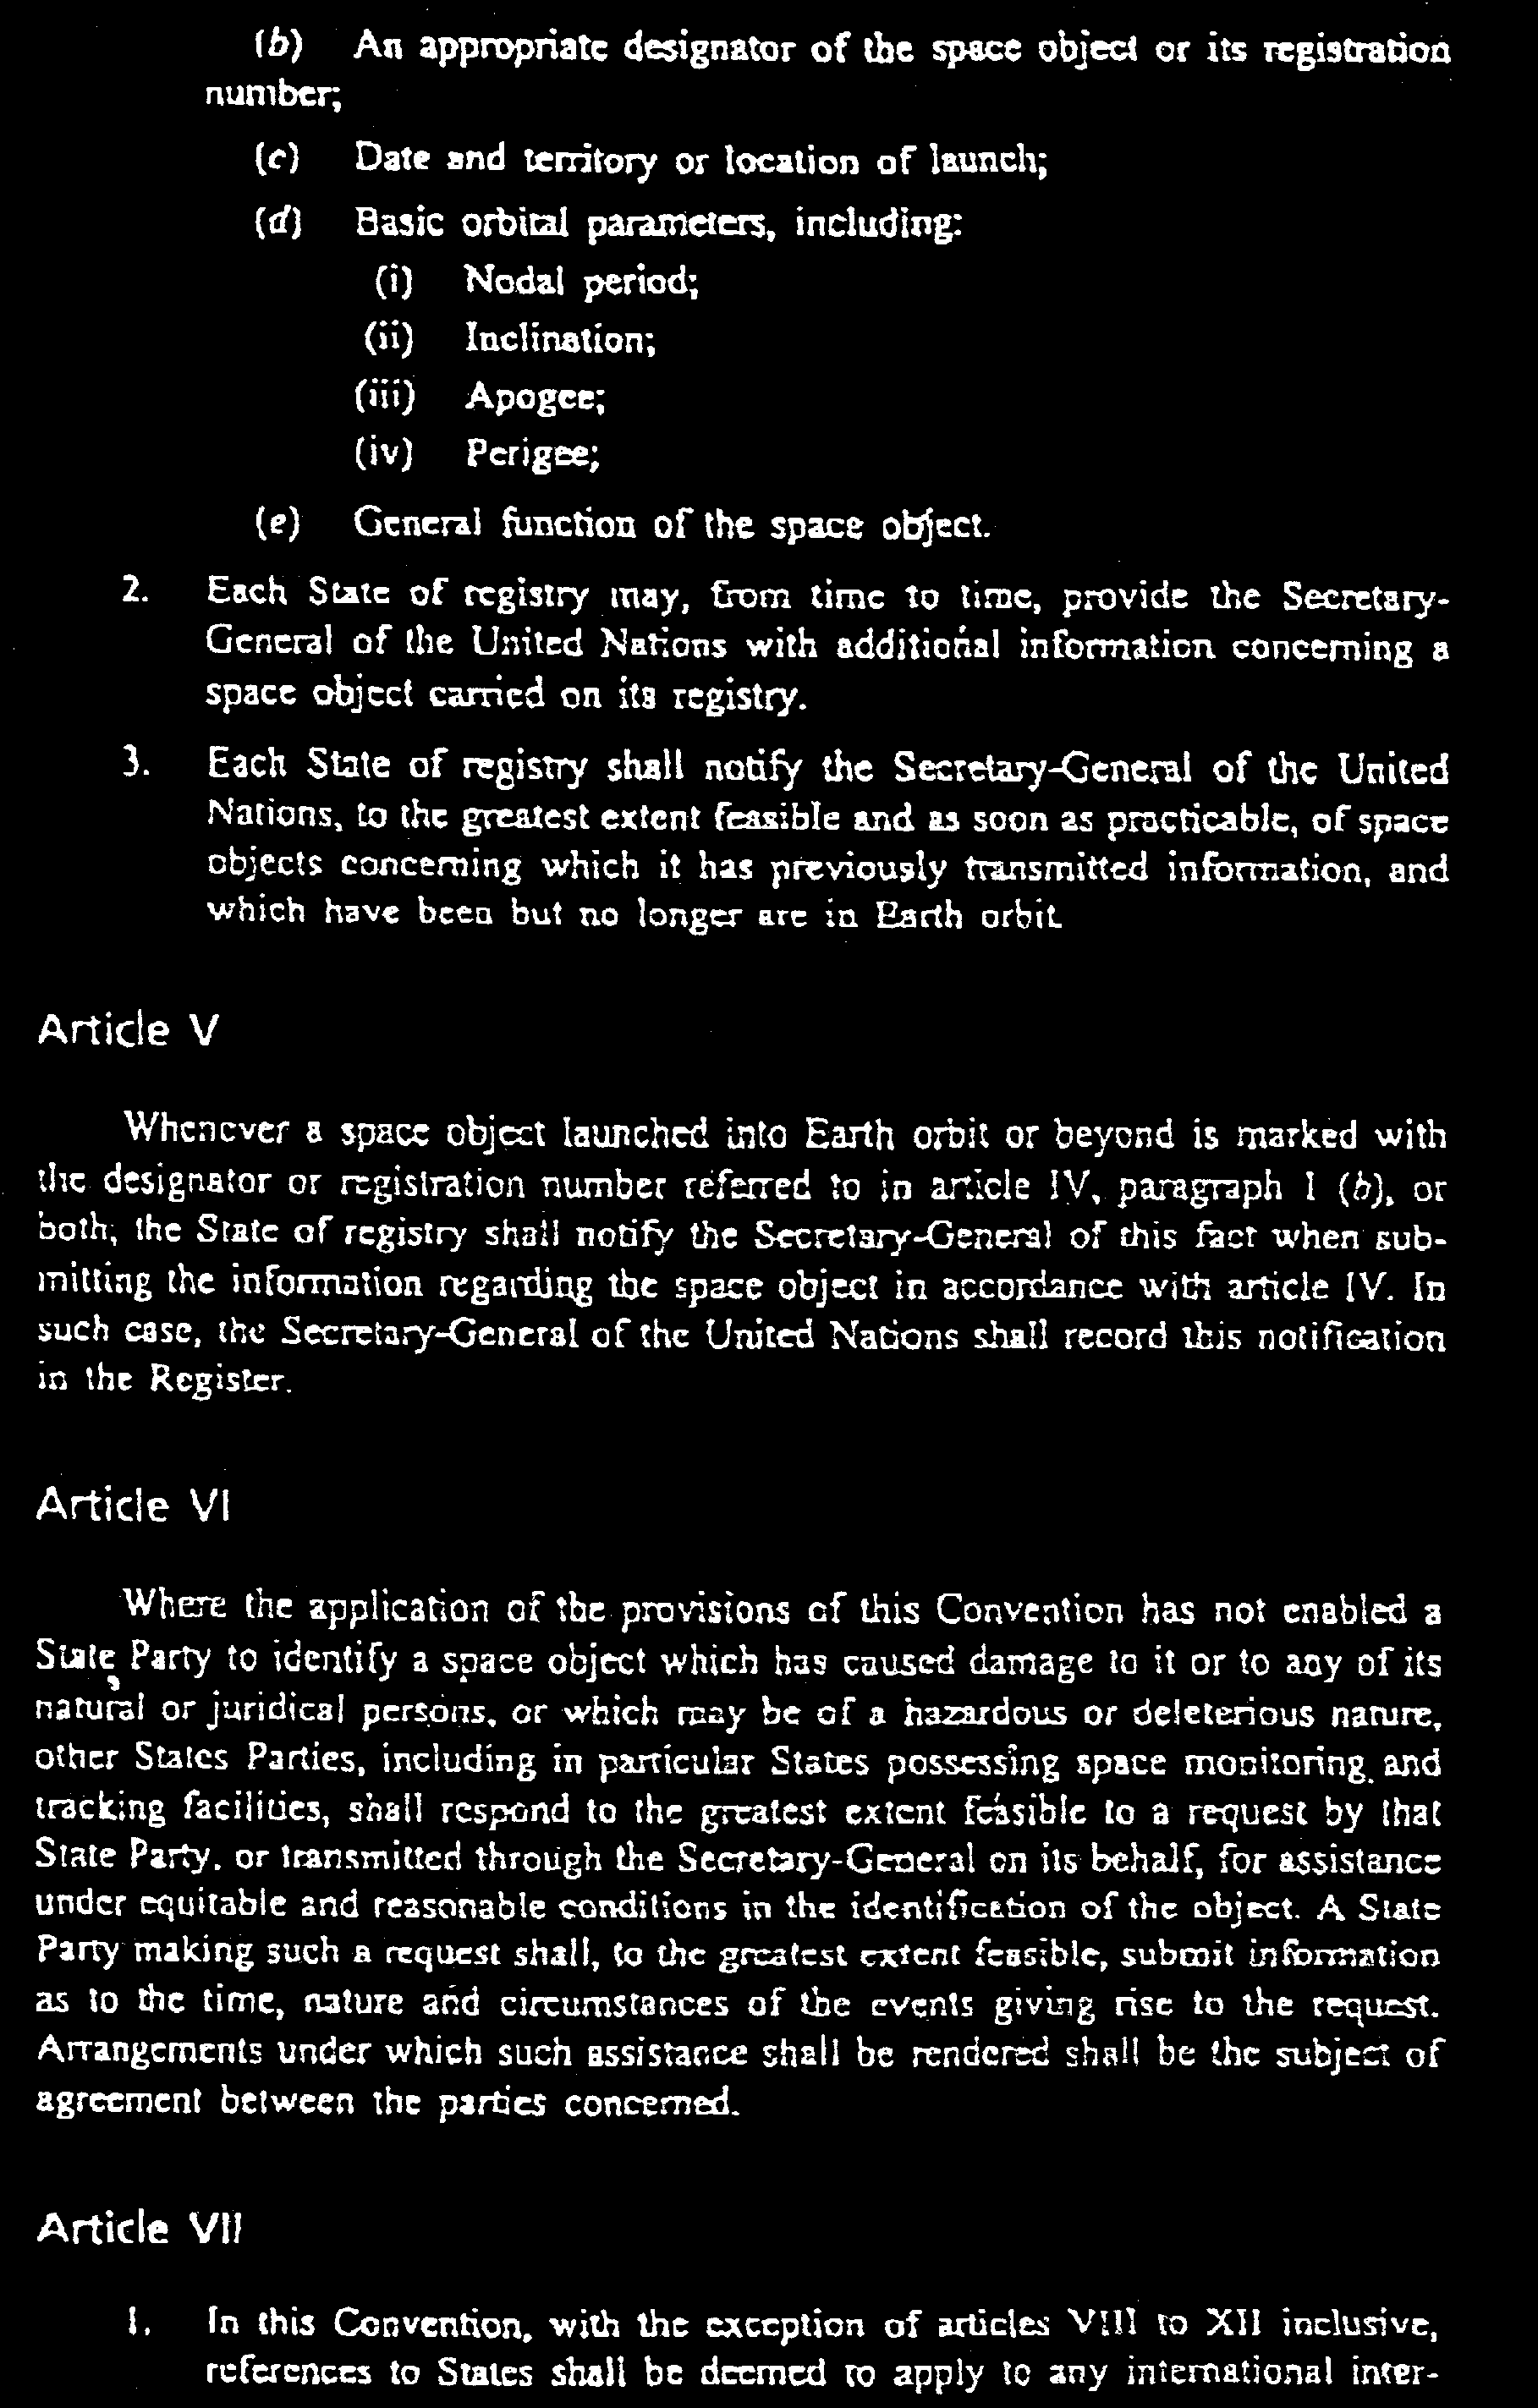 (b) An appropriate designator of the space object or its registration
number;
(c) Date and territory or location of launch;
(d) Basic orbital parameters, including:
(i) Nodal period;
(ii) Inclination;
(iii) Apogee;
(iv) Perigee;
(e) General function of the space object.
2. Each State of registry may, from time to time, provide the Secretary-
General of the United Nations with additional information concerning a
space object carried on its registry.
3. Each State of registry shall notify the Secretary-General of the United
Nations, to the greatest extent feasible and as soon as practicable, of space
objects concerning which it has previously transmitted information, and
which have been but no longer are in Earth orbit.
Article V
Whenever a space object launched into Earth orbit or beyond is marked with
the designator or registration number referred to in article IV, paragraph 1 (b), or
both, the State of registry shall notify the Secretary-General of this fact when sub-
mitting the information regarding the space object in accordance with article IV. In
such case, the Secretary-General of the United Nations shall record this notification
in the Register.
Article VI
Where the application of the provisions of this Convention has not enabled a
State Party to identify a space object which has caused damage to it or to any of its
natural or juridical persons, or which may be of a hazardous or deleterious nature,
other States Parties, including in particular States possessing space monitoring and
tracking facilities, shall respond to the greatest extent feasible to a request by that
State Party, or transmitted through the Secretary-General on its behalf, for assistance
under equitable and reasonable conditions in the identification of the object. A State
Party making such a request shall, to the greatest extent feasible, submit information
as to the time, nature and circumstances of the events giving rise to the request.
Arrangements under which such assistance shall be rendered shall be the subject of
agreement between the parties concerned.
Article VII
1. In this Convention, with the exception of articles VIII to XII inclusive,
references to States shall be deemed to apply to any international inter-